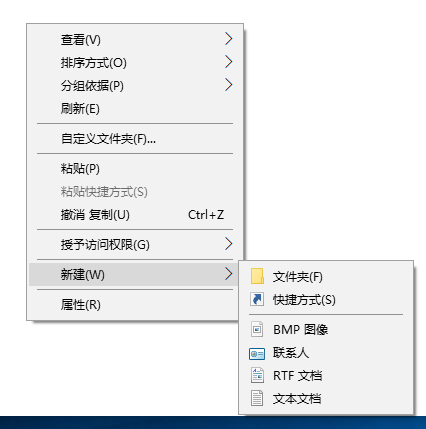 查看(V)
排序方式(O)
分组依据(P)
刷新(E)
自定义文件夹(F)...
粘贴(P)
粘贴快捷方式(S)
撤消 复制(U) Ctrl+Z
授予访问权限(G)
新建(W)
属性(R)
文件夹(F)
快捷方式(S)
BMP 图像
联系人
RTF 文档
文本文档